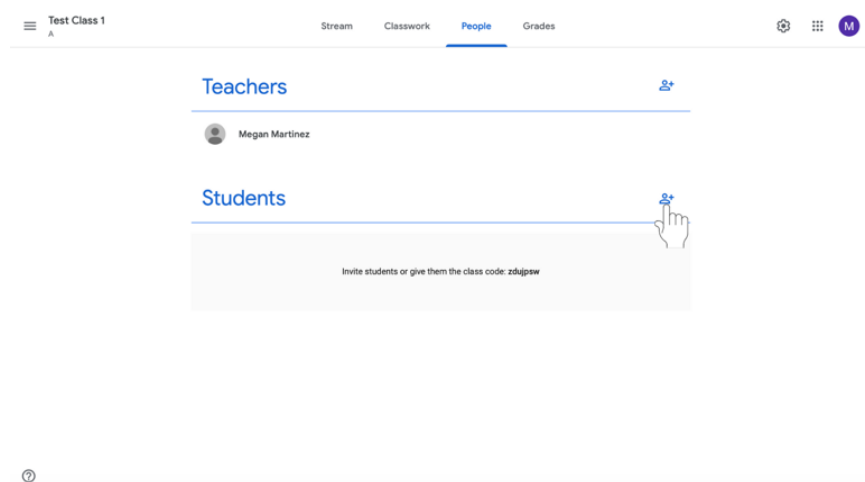 Test Class 1
A
Stream Classwork People Grades
M
Teachers
Megan Martinez
Students
Invite students or give them the class code: zdujpsw